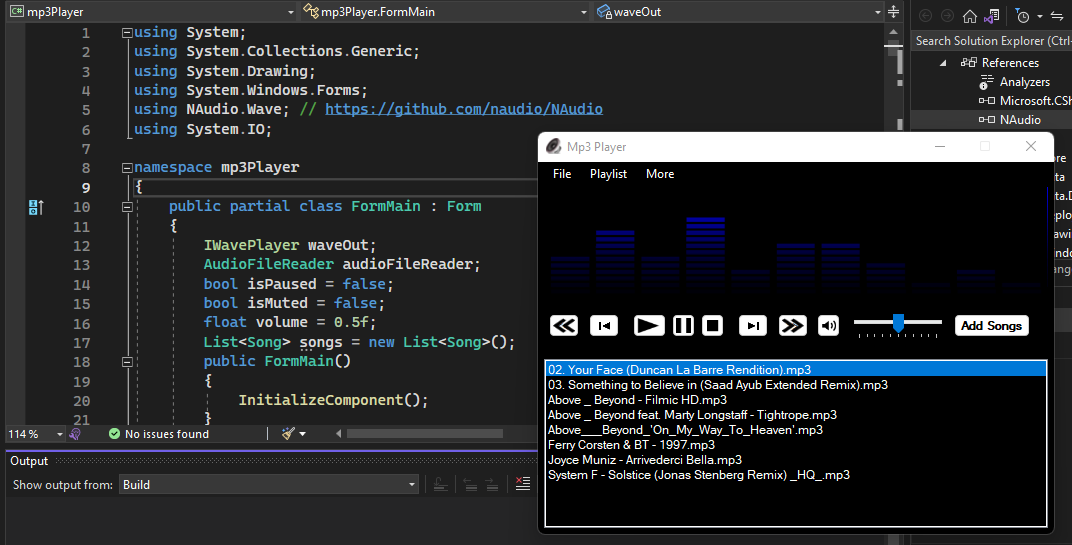 C# mp3Player
mp3Player.FormMain
waveOut
1 using System;
2 using System.Collections.Generic;
3 using System.Drawing;
4 using System.Windows.Forms;
5 using NAudio.Wave; // https://github.com/naudio/NAudio
6 using System.IO;
7
8 namespace mp3Player
9 {
10 public partial class FormMain : Form
11 {
12 IWavePlayer waveOut;
13 AudioFileReader audioFileReader;
14 bool isPaused = false;
15 bool isMuted = false;
16 float volume = 0.5f;
17 List<Song> songs = new List<Song>();
18 public FormMain()
19 {
20 InitializeComponent();
21 }
114 %
No issues found
Output
Show output from: Build
Search Solution Explorer (Ctrl+
References
Analyzers
Microsoft.CSh
NAudio
Mp3 Player
File Playlist More
Add Songs
02. Your Face (Duncan La Barre Rendition).mp3
03. Something to Believe in (Saad Ayub Extended Remix).mp3
Above _ Beyond - Filmic HD.mp3
Above _ Beyond feat. Marty Longstaff - Tightrope.mp3
Above___Beyond_'On_My_Way_To_Heaven'.mp3
Ferry Corsten & BT - 1997.mp3
Joyce Muniz - Arrivederci Bella.mp3
System F - Solstice (Jonas Stenberg Remix) _HQ_.mp3